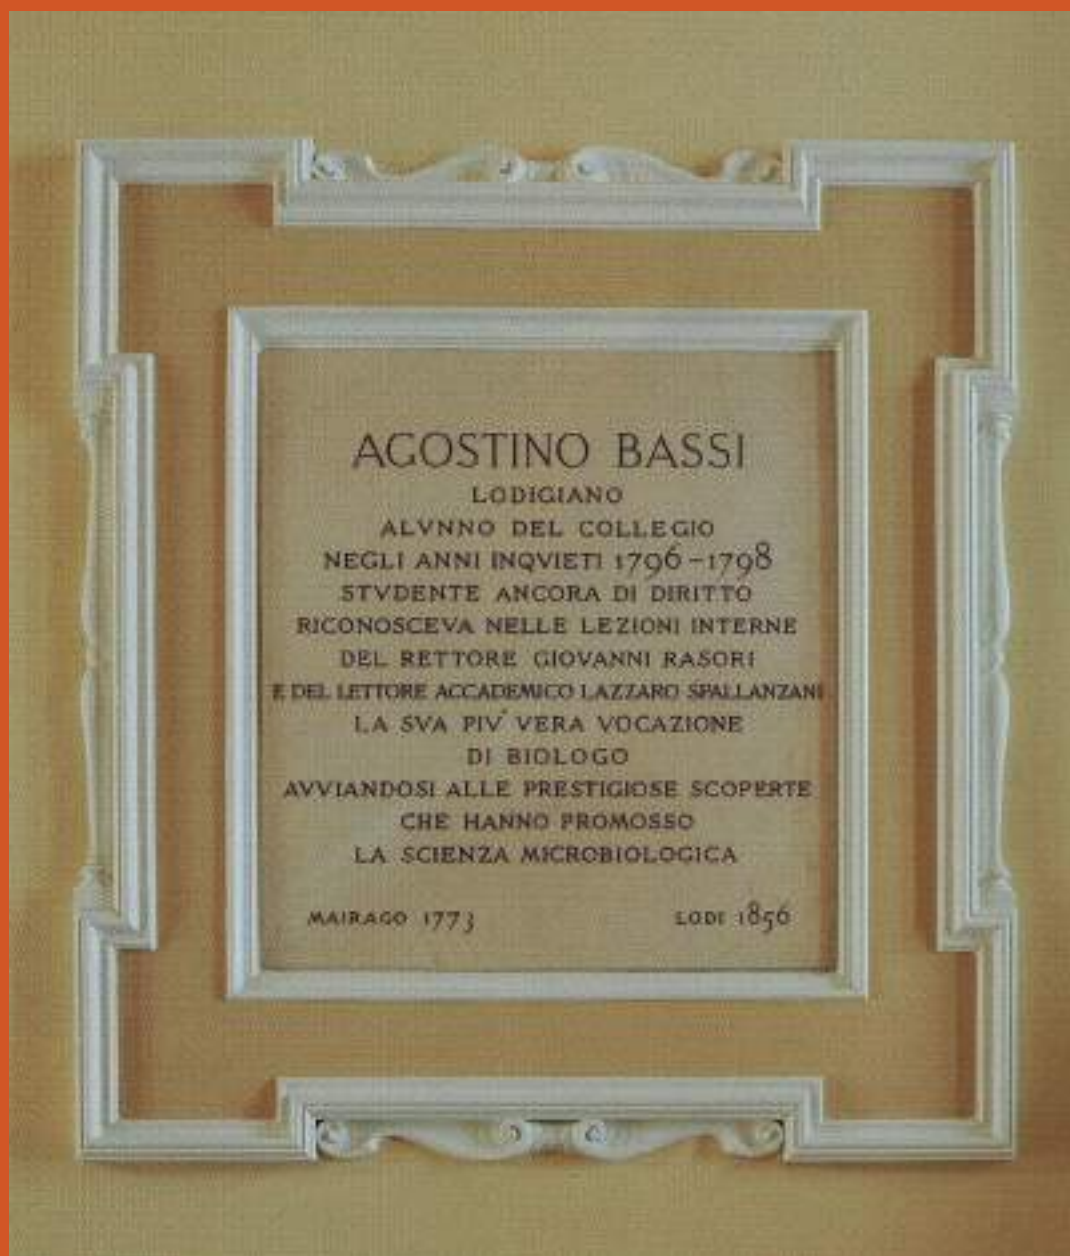 AGOSTINO BASSI
LODIGIANO
ALVNNO DEL COLLEGIO
NEGLI ANNI INQVIETI 1796-1798
STVDENTE ANCORA DI DIRITTO
RICONOSCEVA NELLE LEZIONI INTERNE
DEL RETTORE GIOVANNI RASORI
E DEL LETTORE ACCADEMICO LAZZARO SPALLANZANI
LA SVA PIV' VERA VOCAZIONE
DI BIOLOGO
AVVIANDOSI ALLE PRESTIGIOSE SCOPERTE
CHE HANNO PROMOSSO
LA SCIENZA MICROBIOLOGICA
MAIRAGO 1773 LODI 1856